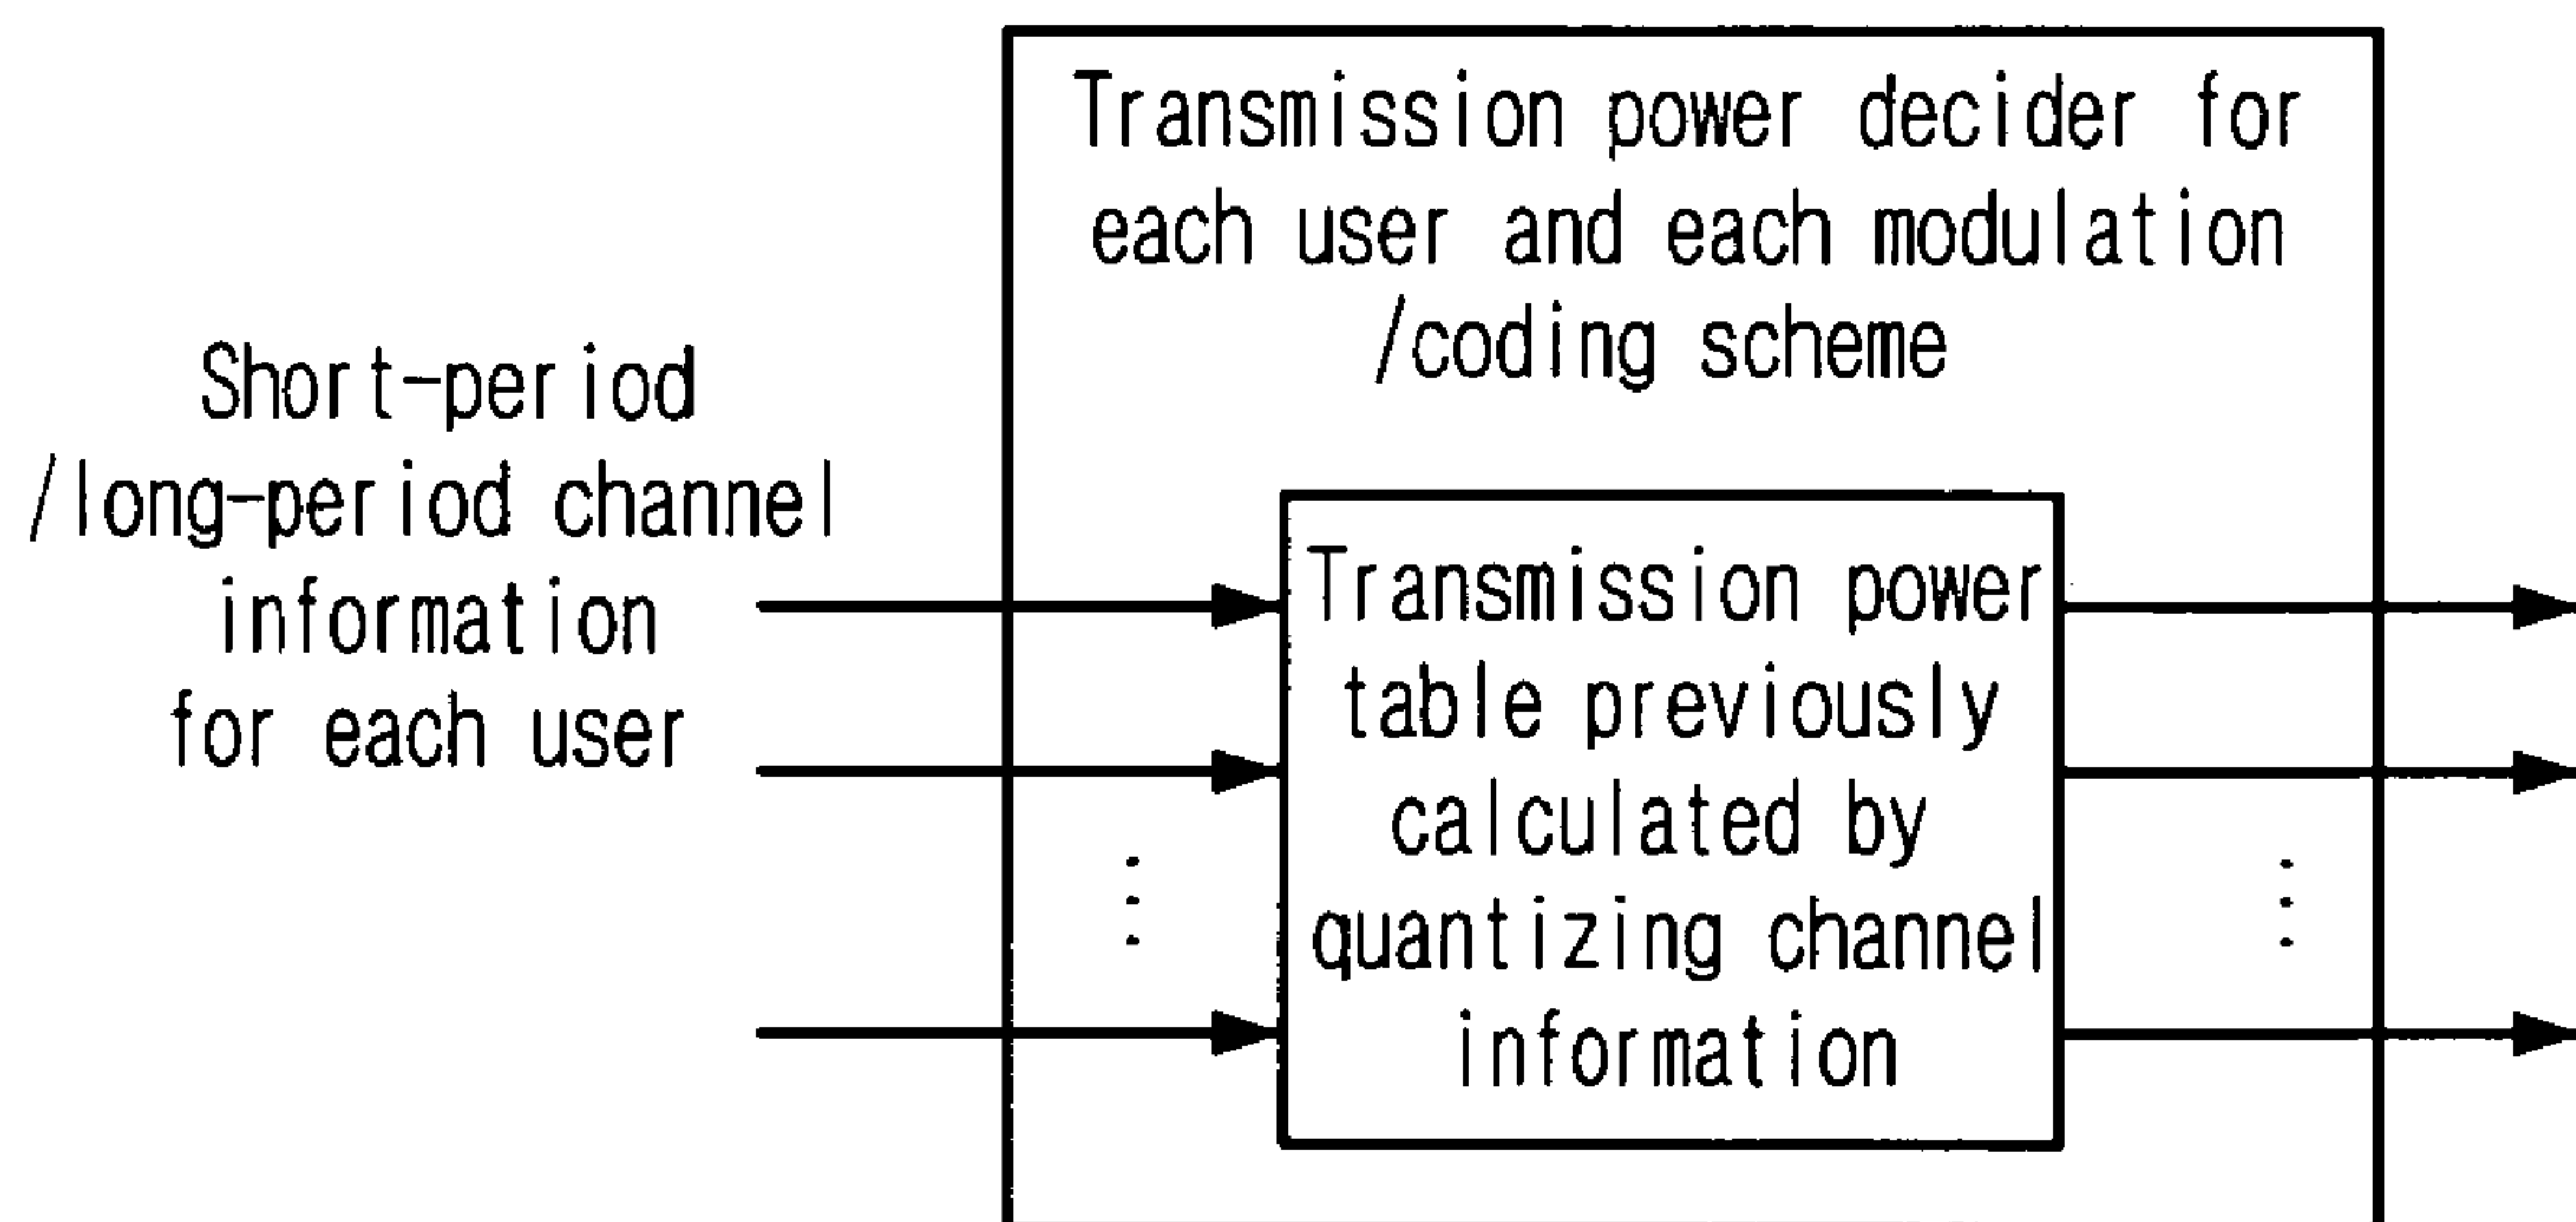 Short-period
/long-period channel
information
for each user
Transmission power decider for
each user and each modulation
/coding scheme
Transmission power
table previously
calculated by
quantizing channel
information